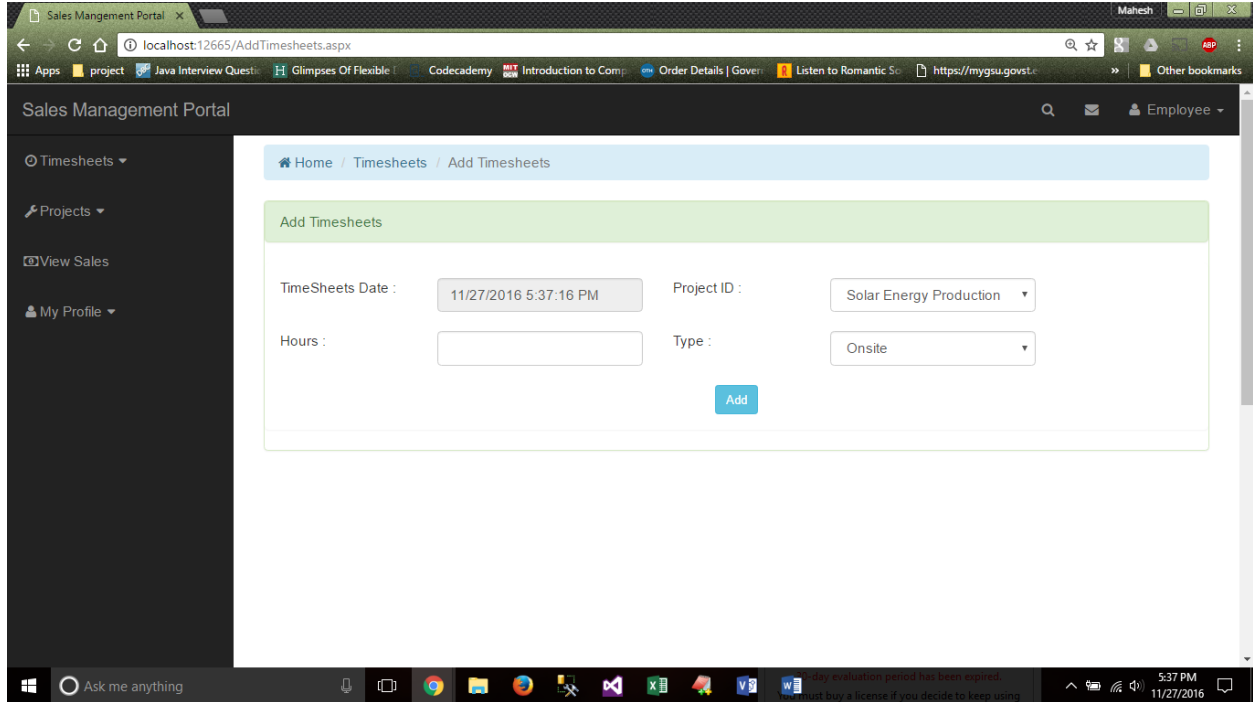 Sales Mangement Portal
Mahesh
localhost:12665/AddTimesheets.aspx
ABP
Apps project Java Interview Questi Glimpses Of Flexible Codecademy MIT OCW Introduction to Comp Order Details | Gover Listen to Romantic So https://mygsu.govst.e » Other bookmarks
Sales Management Portal
Employee
Timesheets
Home / Timesheets / Add Timesheets
Projects
Add Timesheets
View Sales
TimeSheets Date : 11/27/2016 5:37:16 PM Project ID : Solar Energy Production
My Profile
Hours : Type : Onsite
Add
Ask me anything
-day evaluation period has been expired.
You must buy a license if you decide to keep using
5:37 PM
11/27/2016